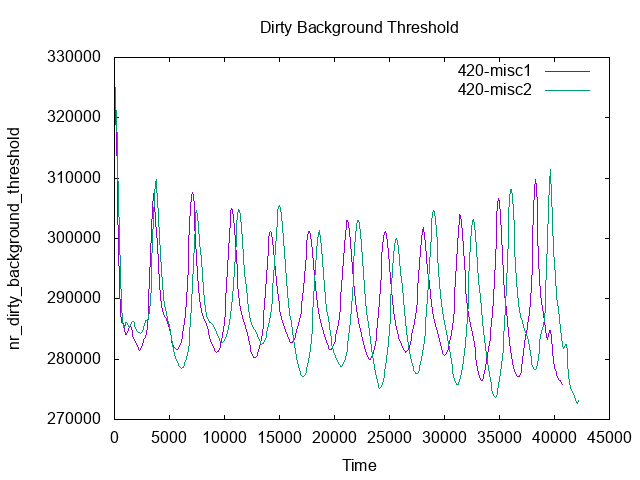 Dirty Background Threshold
330000
320000
310000
300000
290000
280000
270000
nr_dirty_background_threshold
420-misc1
420-misc2
0 5000 10000 15000 20000 25000 30000 35000 40000 45000
Time